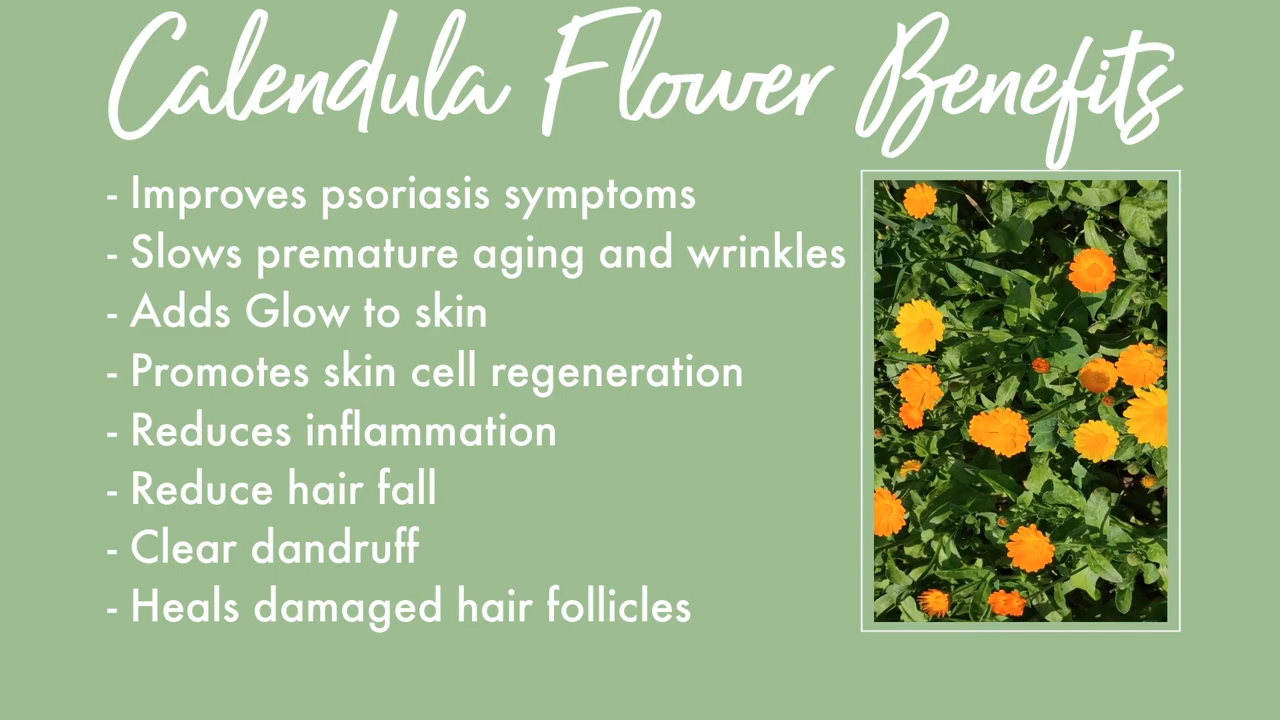 Calendula Flower Benefits
- Improves psoriasis symptoms
- Slows premature aging and wrinkles
- Adds Glow to skin
- Promotes skin cell regeneration
- Reduces inflammation
- Reduce hair fall
- Clear dandruff
- Heals damaged hair follicles